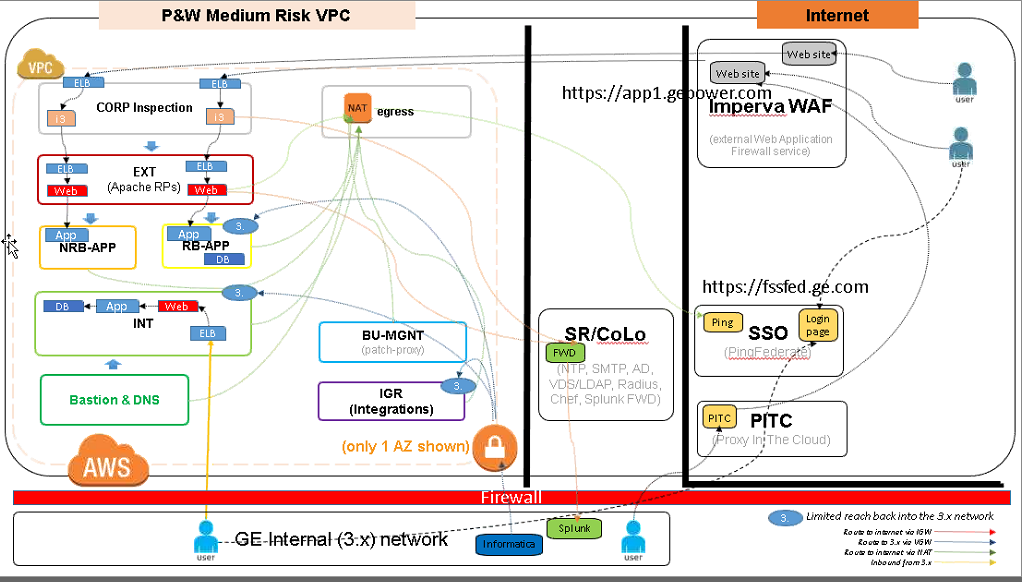 P&W Medium Risk VPC
Internet
VPC
ELB
ELB
CORP Inspection
i3
i3
NAT
egress
Web site
Web site
user
https://app1.gepower.com
Imperva WAF
(external Web Application
Firewall service)
user
EXT
(Apache RPs)
ELB
ELB
Web
Web
App
NRB-APP
App
RB-APP
DB
3.
3.
DB
App
Web
INT
ELB
BU-MGNT
(patch-proxy)
IGR
(Integrations)
3.
Bastion & DNS
(only 1 AZ shown)
AWS
SR/CoLo
FWD
(NTP, SMTP, AD,
VDS/LDAP, Radius,
Chef, Splunk FWD)
https://fssfed.ge.com
Ping
SSO
(PingFederate)
Login
page
PITC
PITC
(Proxy In The Cloud)
Firewall
user
GE Internal (3.x) network
Informatica
Splunk
user
3.
Limited reach back into the 3.x network
Route to internet via IGW
Route to 3.x via VGW
Route to internet via NAT
Inbound from 3.x